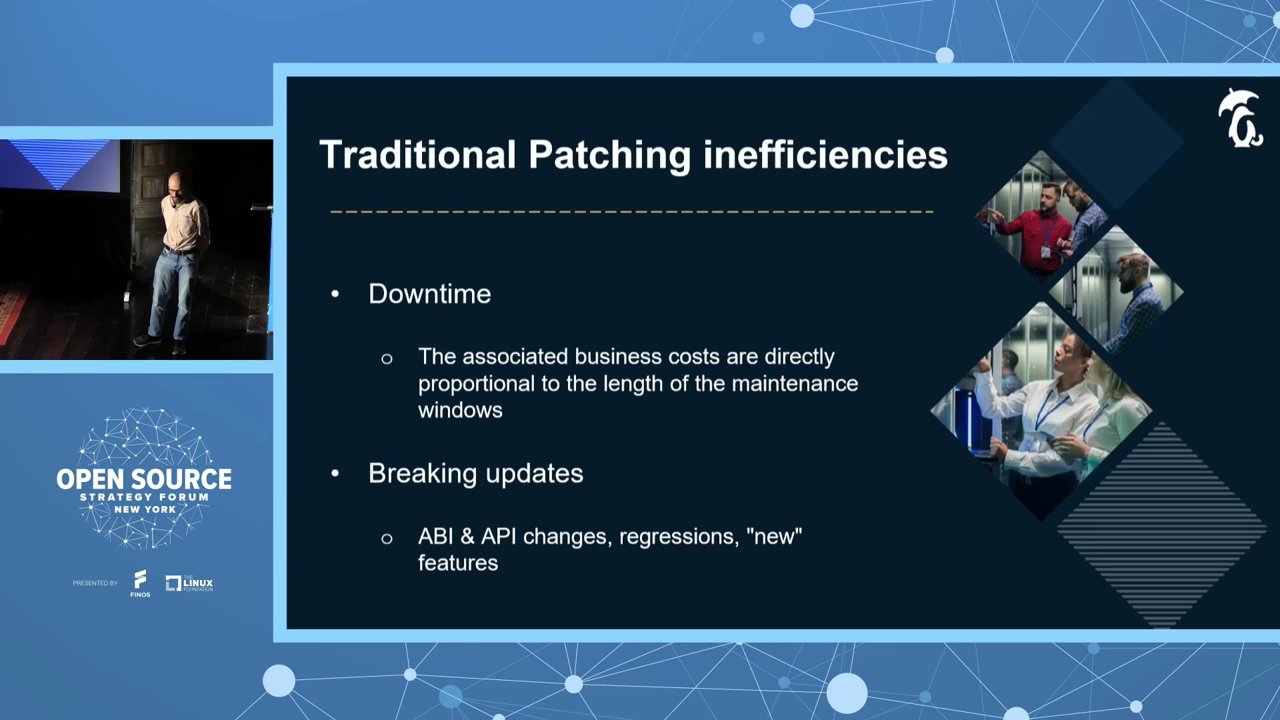 Traditional Patching inefficiencies
• Downtime
o The associated business costs are directly
proportional to the length of the maintenance
windows
• Breaking updates
o ABI & API changes, regressions, "new"
features
OPEN SOURCE
STRATEGY FORUM
NEW YORK
PRESENTED BY
FINOS
THE
LINUX
FOUNDATION